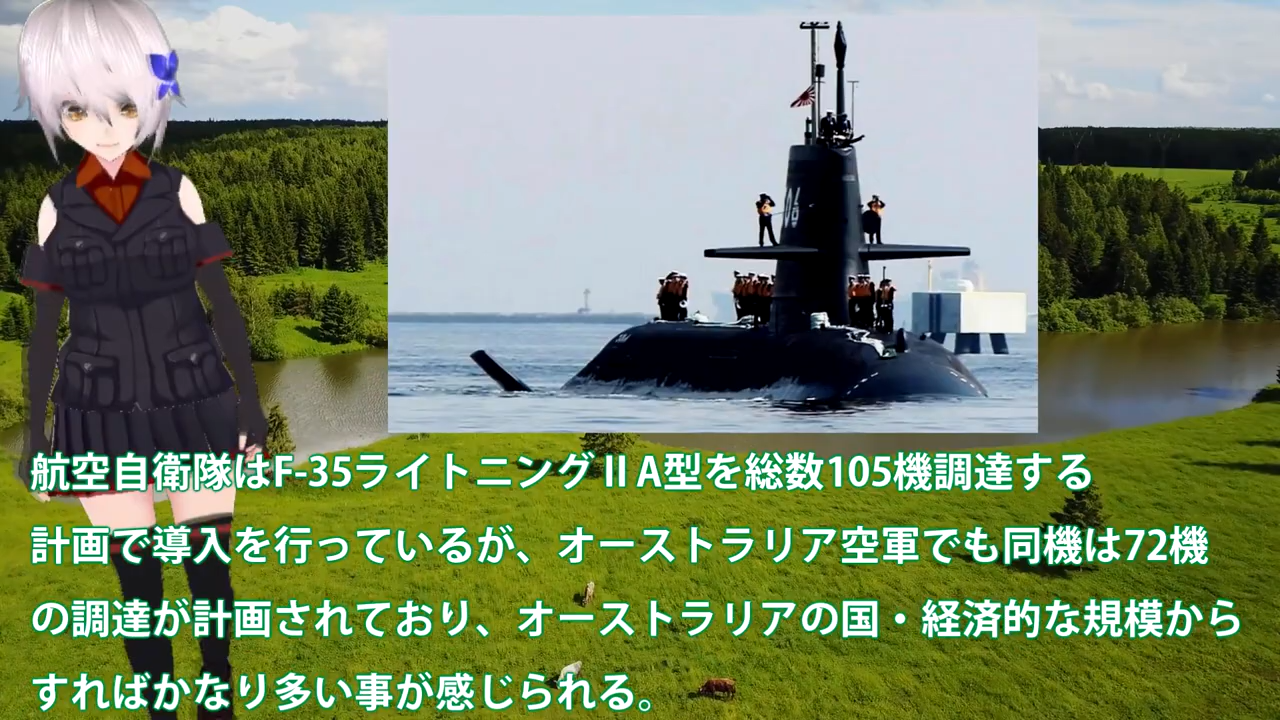 航空自衛隊はF-35ライトニングⅡA型を総数105機調達する
計画で導入を行っているが、オーストラリア空軍でも同機は72機
の調達が計画されており、オーストラリアの国・経済的な規模から
すればかなり多い事が感じられる。